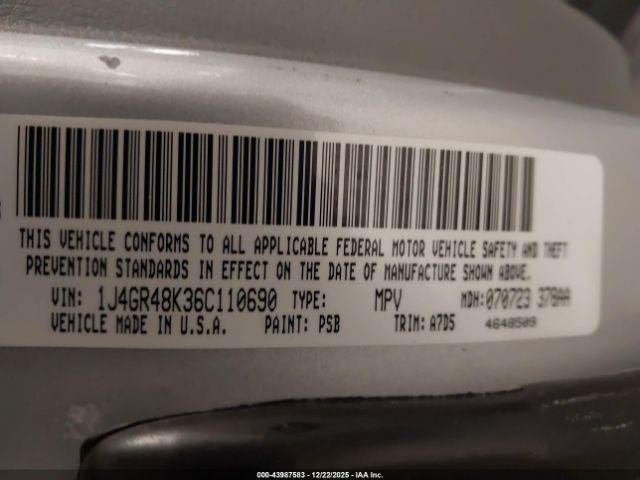 THIS VEHICLE CONFORMS TO ALL APPLICABLE FEDERAL MOTOR VEHICLE SAFETY AND THEFT
PREVENTION STANDARDS IN EFFECT ON THE DATE OF MANUFACTURE SHOWN ABOVE.
VIN: 1J4GR48K36C110690 TYPE: MPV MDH: 070723 378AA
VEHICLE MADE IN U.S.A. PAINT: PSB TRIM: A7D5 4648509
000-43987583 - 12/22/2025 - IAA Inc.